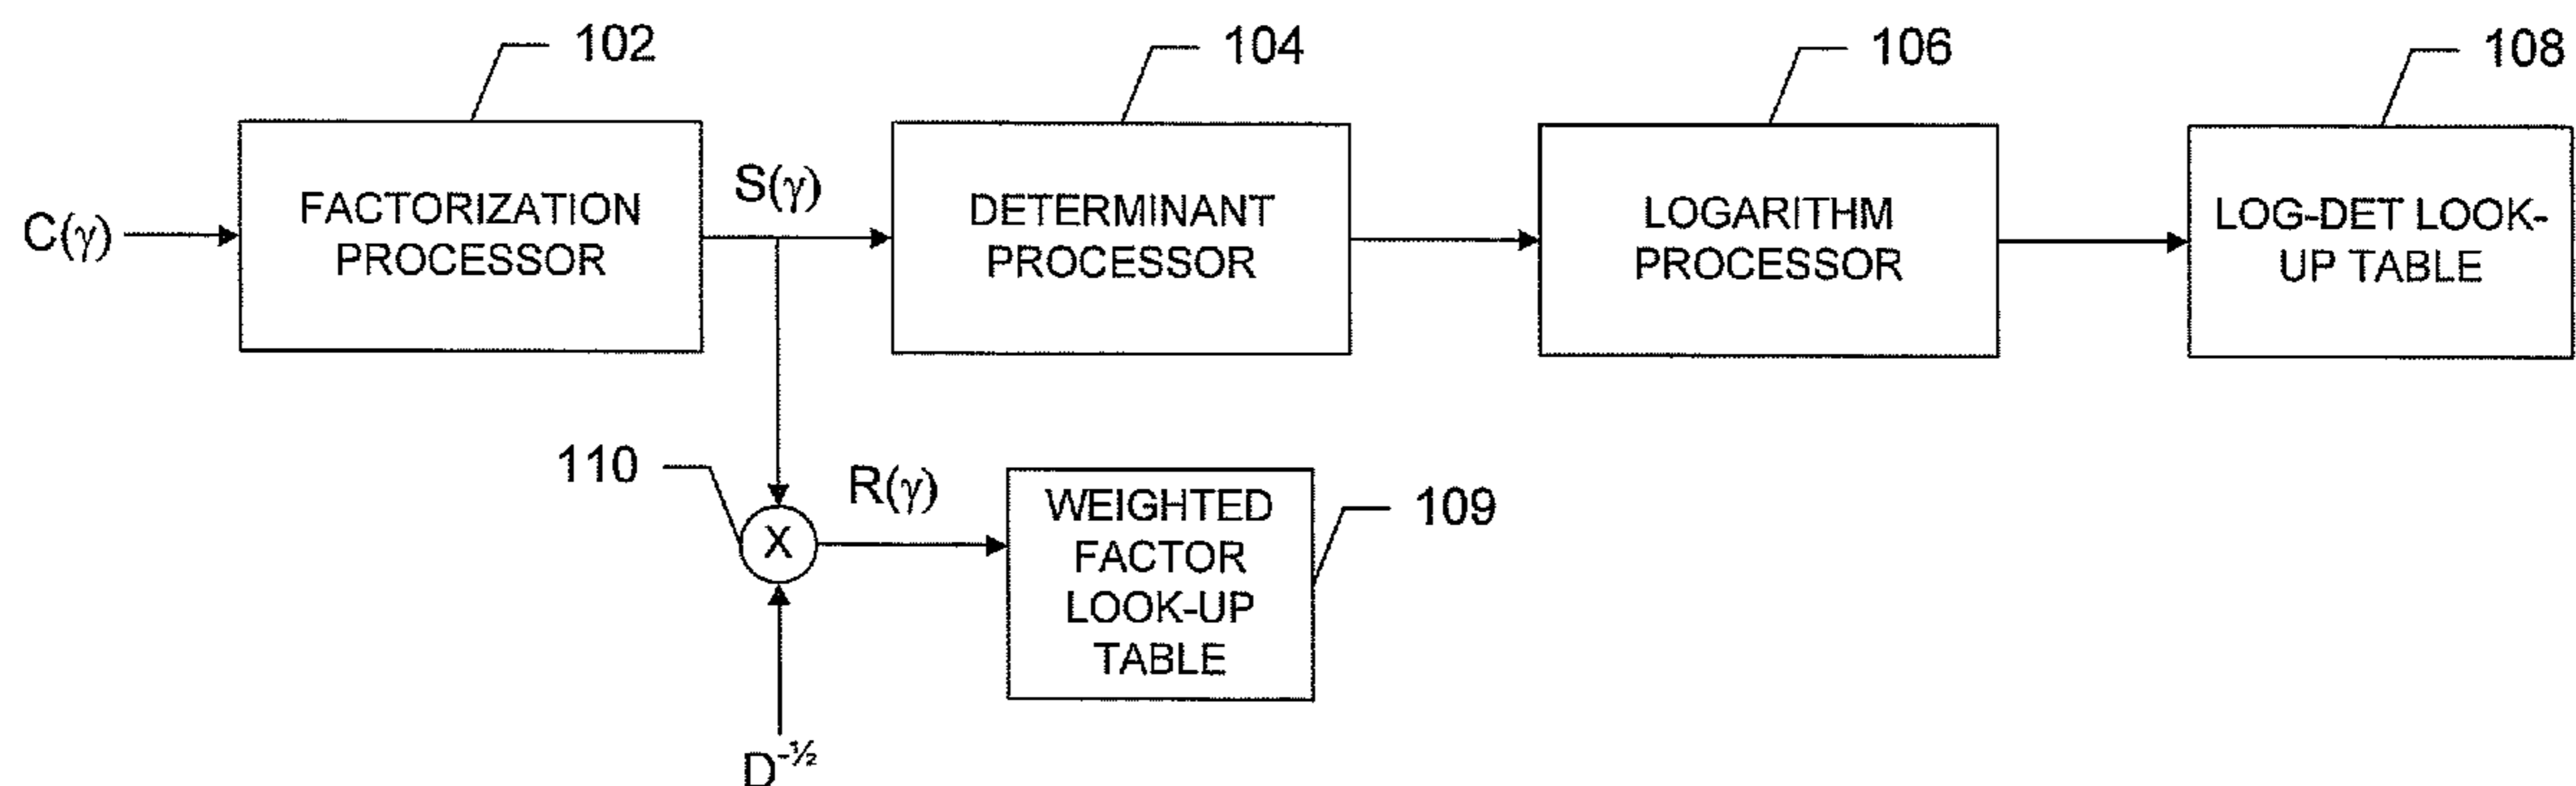 102
104
106
108
C(γ)
FACTORIZATION
PROCESSOR
S(γ)
DETERMINANT
PROCESSOR
LOGARITHM
PROCESSOR
LOG-DET LOOK-
UP TABLE
110
X
R(γ)
WEIGHTED
FACTOR
LOOK-UP
TABLE
109
D^-½